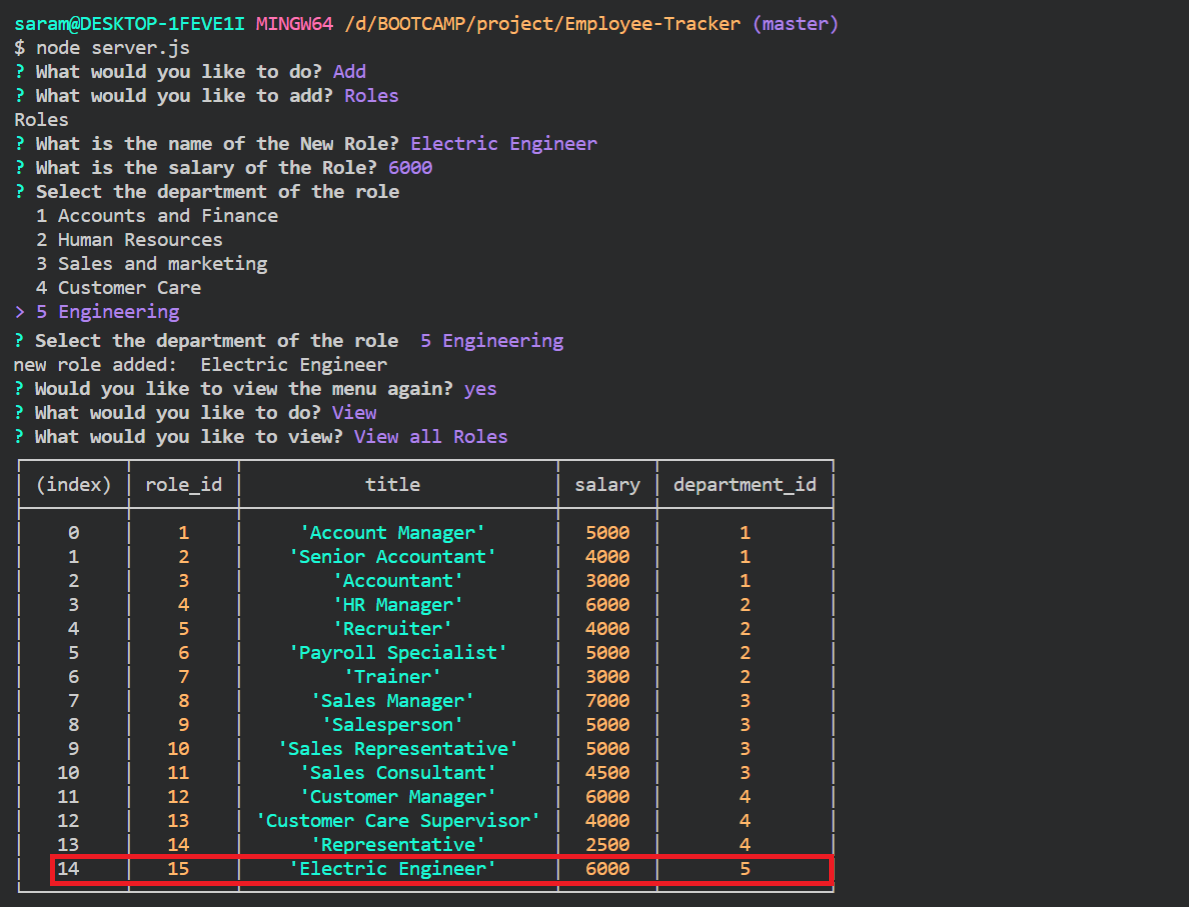 saram@DESKTOP-1FEVE1I MINGW64 /d/BOOTCAMP/project/Employee-Tracker (master)
$ node server.js
? What would you like to do? Add
? What would you like to add? Roles
Roles
? What is the name of the New Role? Electric Engineer
? What is the salary of the Role? 6000
? Select the department of the role
1 Accounts and Finance
2 Human Resources
3 Sales and marketing
4 Customer Care
> 5 Engineering
? Select the department of the role  5 Engineering
new role added:  Electric Engineer
? Would you like to view the menu again? yes
? What would you like to do? View
? What would you like to view? View all Roles
(index) role_id title salary department_id
0 1 'Account Manager' 5000 1
1 2 'Senior Accountant' 4000 1
2 3 'Accountant' 3000 1
3 4 'HR Manager' 6000 2
4 5 'Recruiter' 4000 2
5 6 'Payroll Specialist' 5000 2
6 7 'Trainer' 3000 2
7 8 'Sales Manager' 7000 3
8 9 'Salesperson' 5000 3
9 10 'Sales Representative' 5000 3
10 11 'Sales Consultant' 4500 3
11 12 'Customer Manager' 6000 4
12 13 'Customer Care Supervisor' 4000 4
13 14 'Representative' 2500 4
14 15 'Electric Engineer' 6000 5